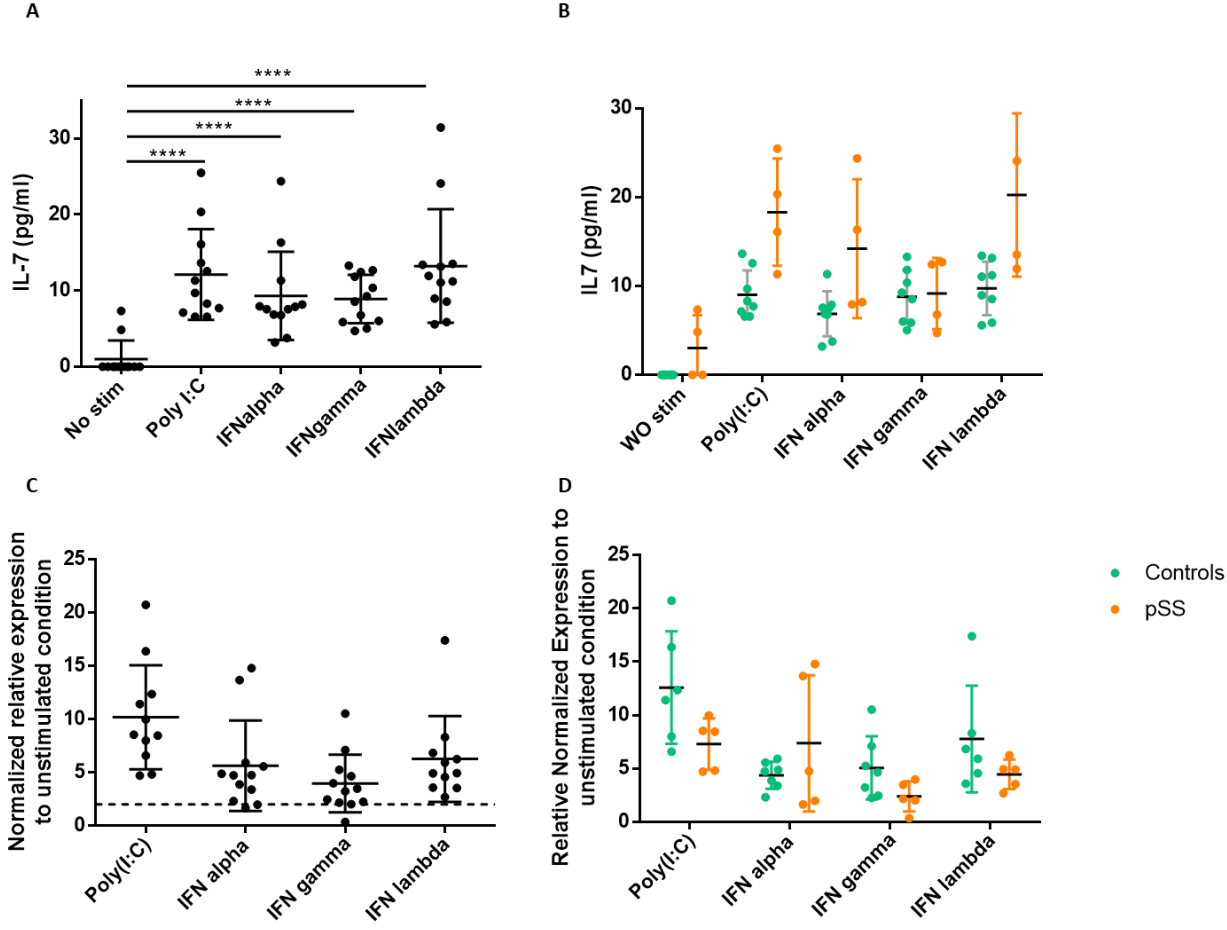 A
IL-7 (pg/ml)
30
20
10
0
****
****
****
****
No stim
Poly I:C
IFNalpha
IFNgamma
IFNlambda
B
IL7 (pg/ml)
30
20
10
0
WO stim
Poly(I:C)
IFN alpha
IFN gamma
IFN lambda
C
Normalized relative expression
to unstimulated condition
25
20
15
10
5
0
Poly(I:C)
IFN alpha
IFN gamma
IFN lambda
D
Relative Normalized Expression to
unstimulated condition
25
20
15
10
5
0
Poly(I:C)
IFN alpha
IFN gamma
IFN lambda
Controls
pSS